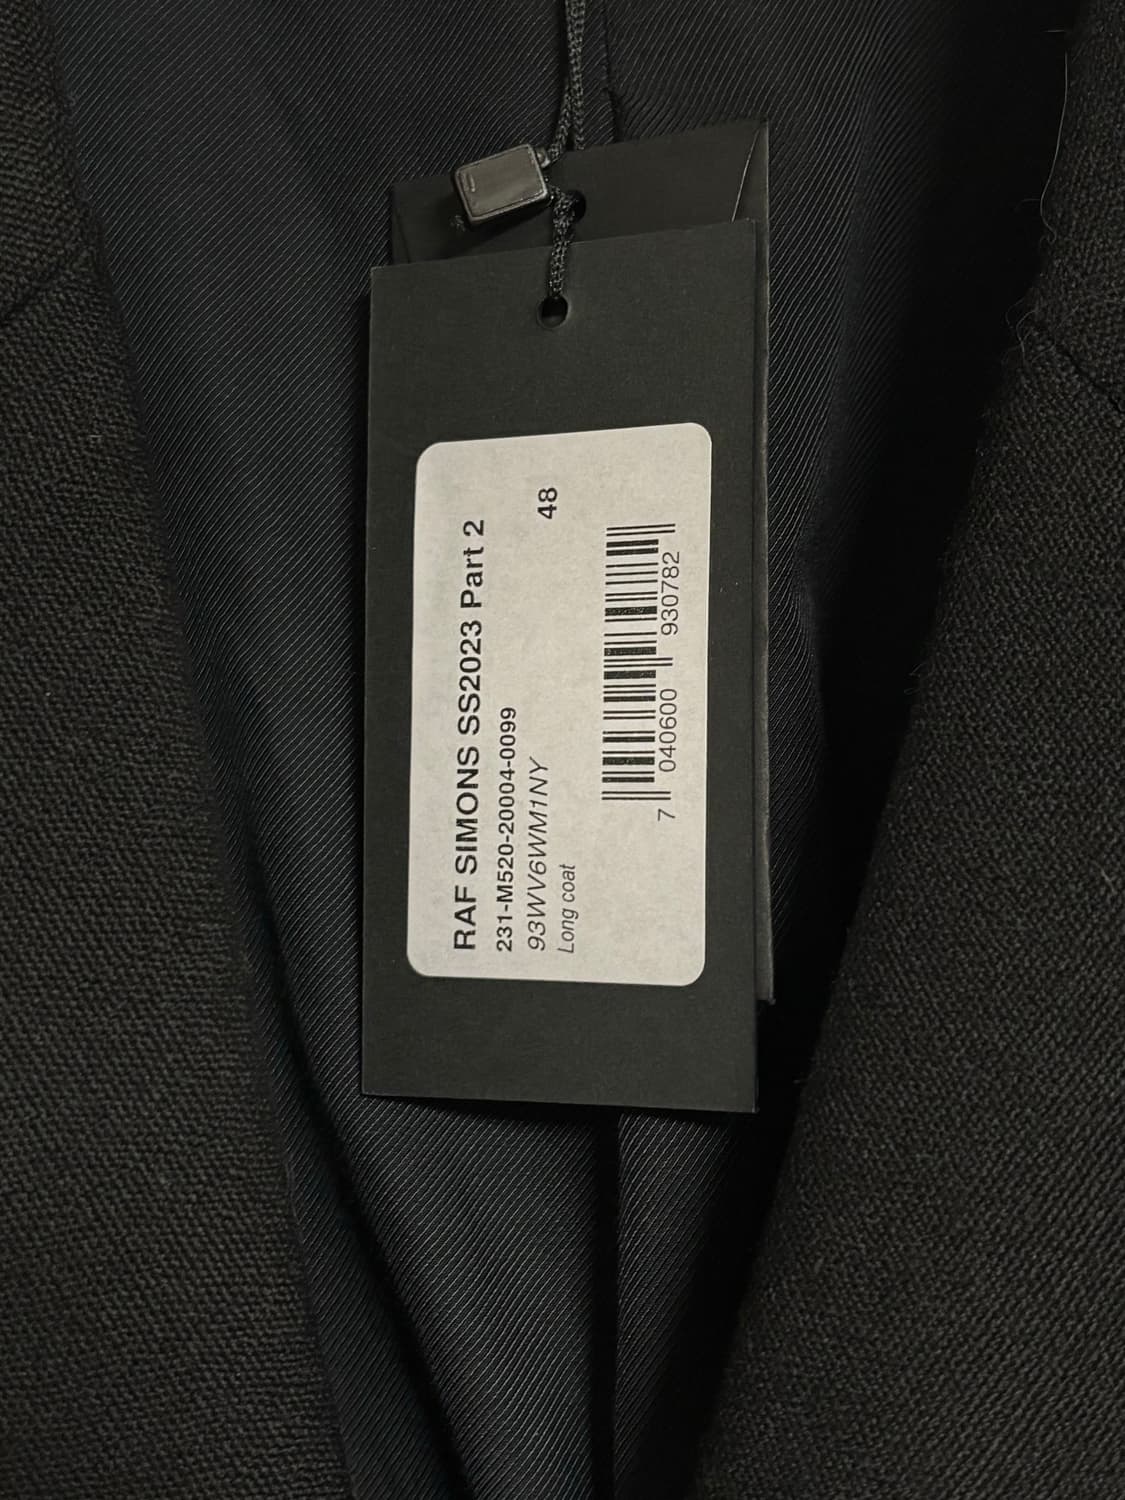 RAF SIMONS SS2023 Part 2
231-M520-20004-0099
93WV6WM1NY
48
Long coat
7 040600 930782